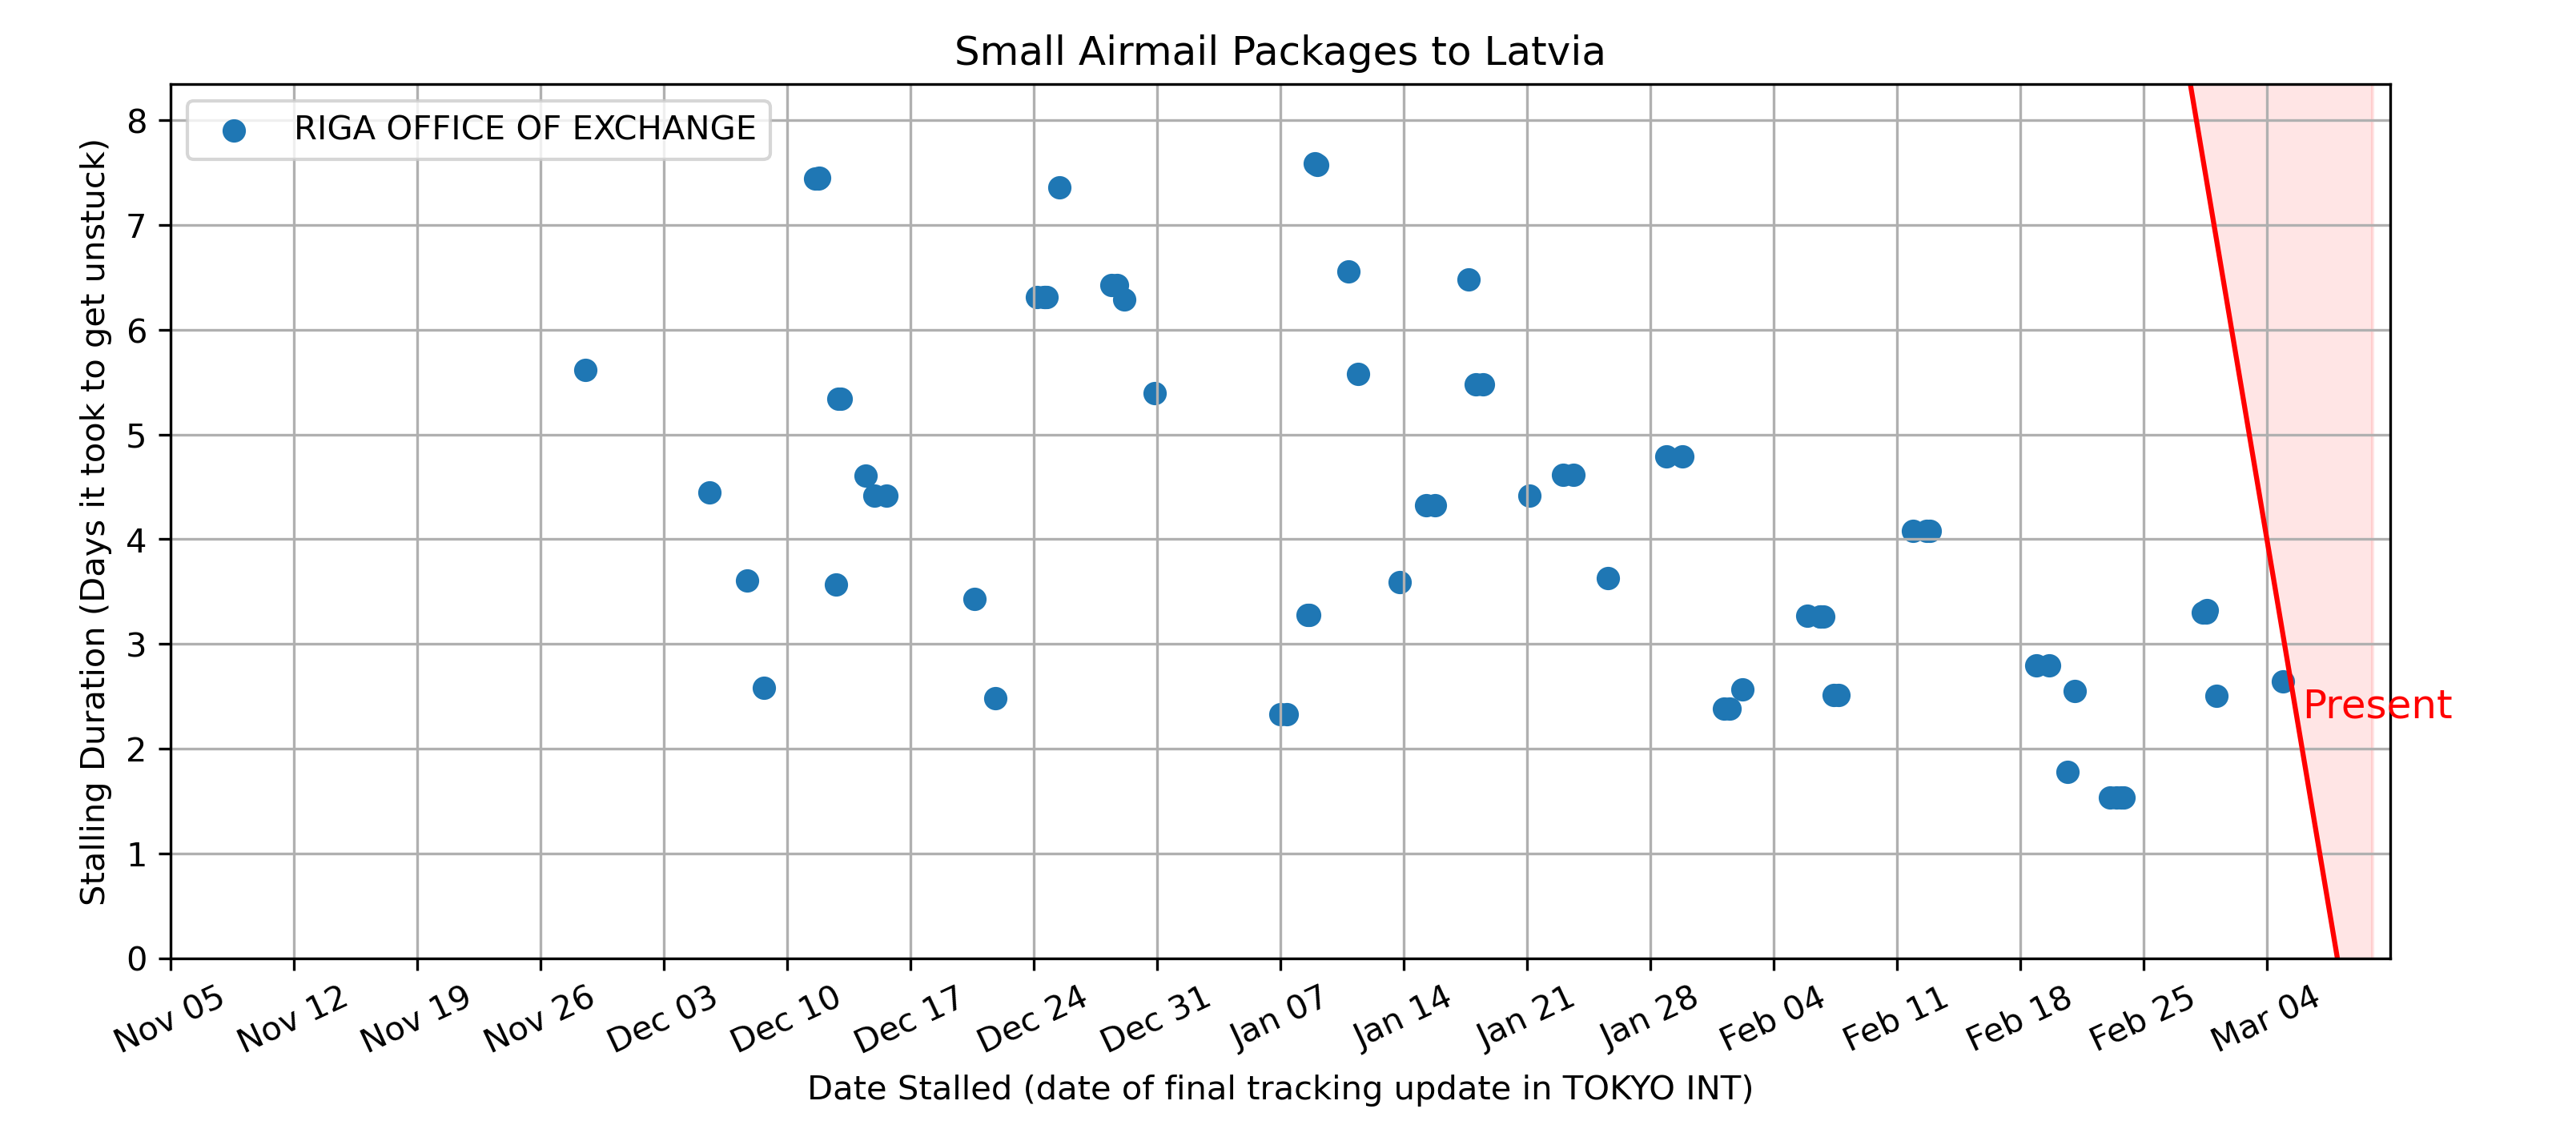 Small Airmail Packages to Latvia
RIGA OFFICE OF EXCHANGE
Stalling Duration (Days it took to get unstuck)
8
7
6
5
4
3
2
1
0
Present
Nov 05
Nov 12
Nov 19
Nov 26
Dec 03
Dec 10
Dec 17
Dec 24
Dec 31
Jan 07
Jan 14
Jan 21
Jan 28
Feb 04
Feb 11
Feb 18
Feb 25
Mar 04
Date Stalled (date of final tracking update in TOKYO INT)